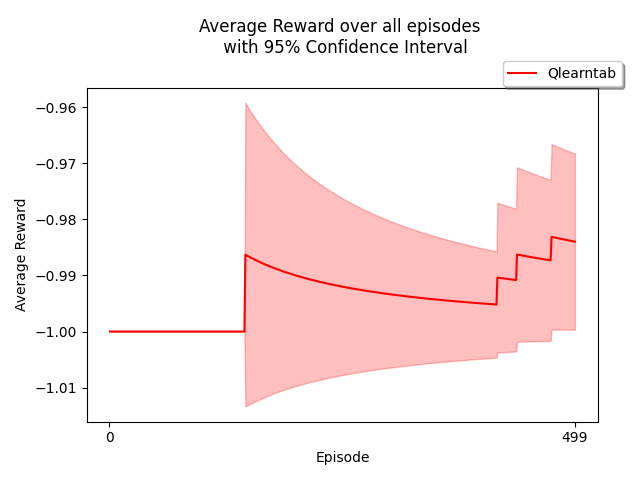 Average Reward over all episodes
with 95% Confidence Interval
Qlearntab
−0.96
−0.97
−0.98
−0.99
−1.00
−1.01
Average Reward
0
499
Episode